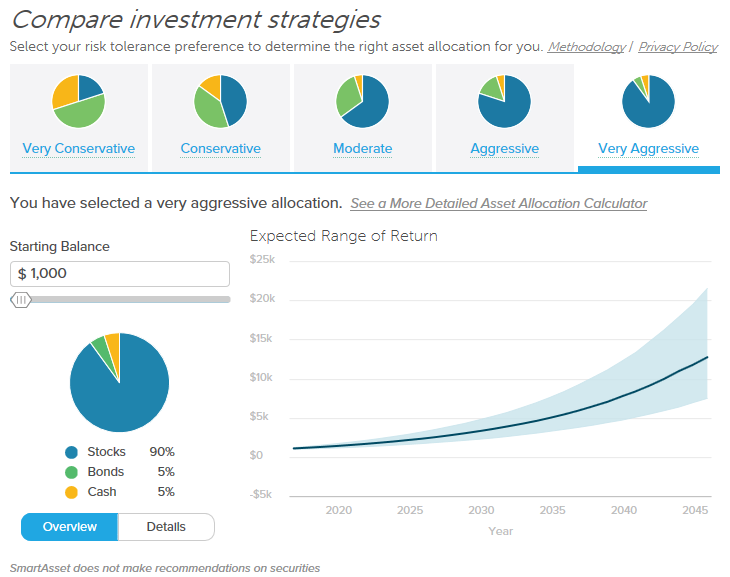 Compare investment strategies
Select your risk tolerance preference to determine the right asset allocation for you. Methodology / Privacy Policy
Very Conservative
Conservative
Moderate
Aggressive
Very Aggressive
You have selected a very aggressive allocation. See a More Detailed Asset Allocation Calculator
Starting Balance
$ 1,000
Stocks 90%
Bonds 5%
Cash 5%
Overview
Details
Expected Range of Return
$25k
$20k
$15k
$10k
$5k
$0
-$5k
2020 2025 2030 2035 2040 2045
Year
SmartAsset does not make recommendations on securities